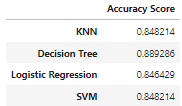 Accuracy Score
KNN 0.848214
Decision Tree 0.889286
Logistic Regression 0.846429
SVM 0.848214